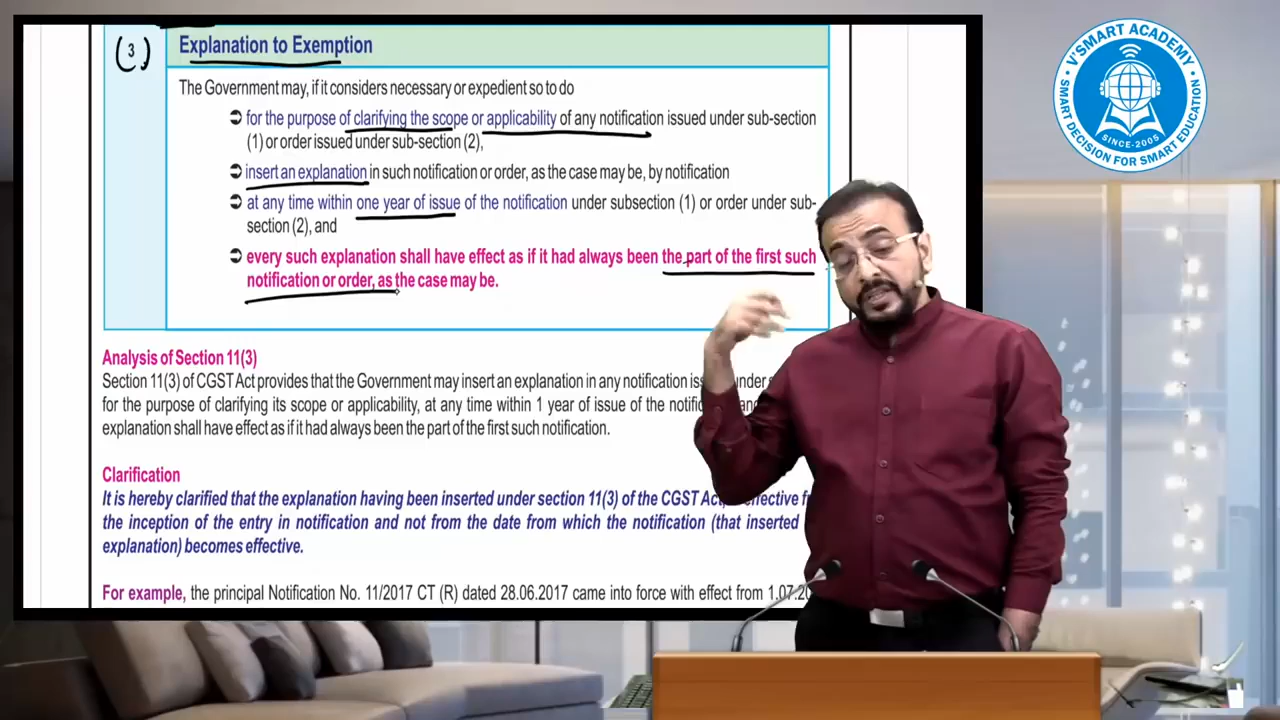 (3)
Explanation to Exemption
The Government may, if it considers necessary or expedient so to do
➲ for the purpose of clarifying the scope or applicability of any notification issued under sub-section
(1) or order issued under sub-section (2),
➲ insert an explanation in such notification or order, as the case may be, by notification
➲ at any time within one year of issue of the notification under subsection (1) or order under sub-
section (2), and
➲ every such explanation shall have effect as if it had always been the part of the first such
notification or order, as the case may be.
Analysis of Section 11(3)
Section 11(3) of CGST Act provides that the Government may insert an explanation in any notification
for the purpose of clarifying its scope or applicability, at any time within 1 year of issue of the
explanation shall have effect as if it had always been the part of the first such notification.
Clarification
It is hereby clarified that the explanation having been inserted under section 11(3) of the CGST Act,
the inception of the entry in notification and not from the date from which the notification (that inserted
explanation) becomes effective.
For example, the principal Notification No. 11/2017 CT (R) dated 28.06.2017 came into force with effect from
V'SMART ACADEMY
SINCE-2005
SMART DECISION FOR SMART EDUCATION